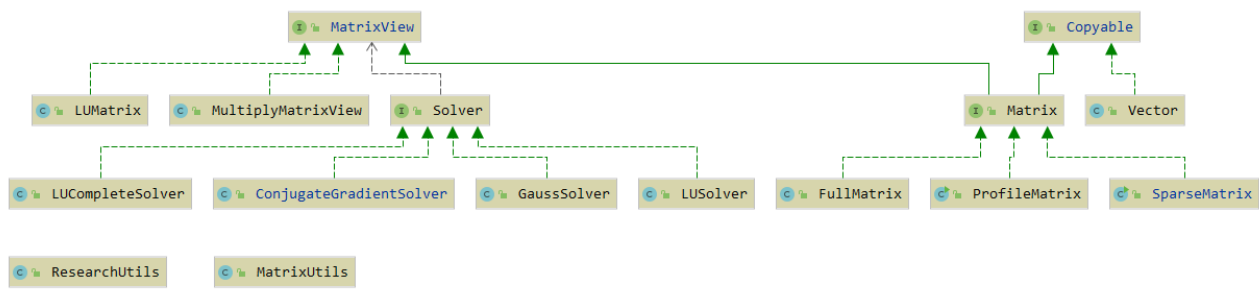 MatrixView
Copyable
LUMatrix
MultiplyMatrixView
Solver
Matrix
Vector
LUCompleteSolver
ConjugateGradientSolver
GaussSolver
LUSolver
FullMatrix
ProfileMatrix
SparseMatrix
ResearchUtils
MatrixUtils